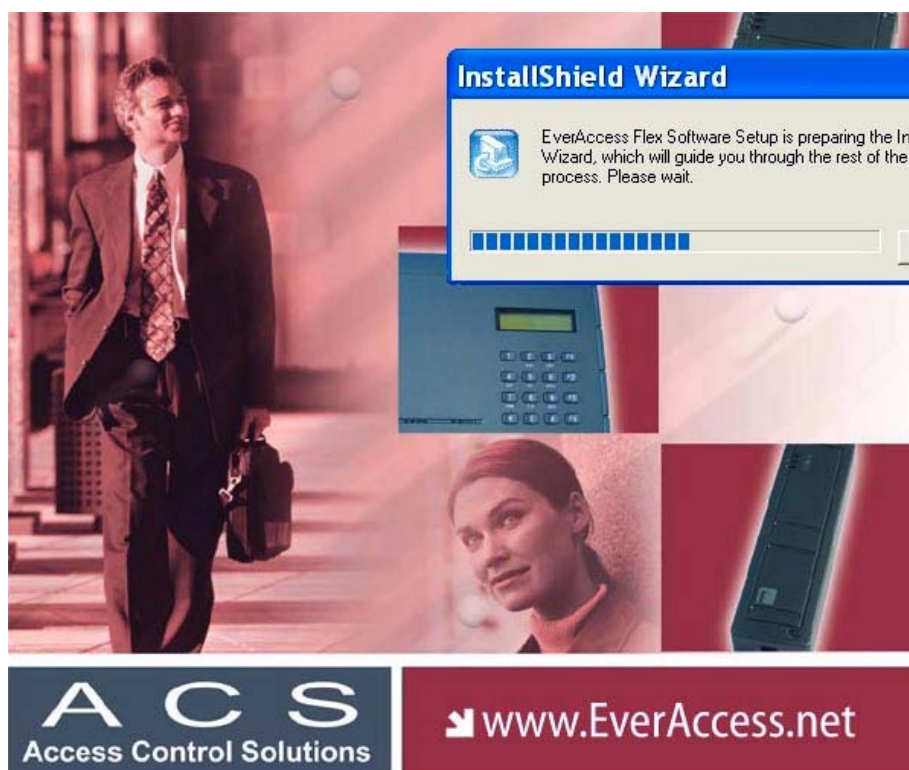 InstallShield Wizard
EverAccess Flex Software Setup is preparing the
Wizard, which will guide you through the rest of the
process. Please wait.
ACS
Access Control Solutions
www.EverAccess.net